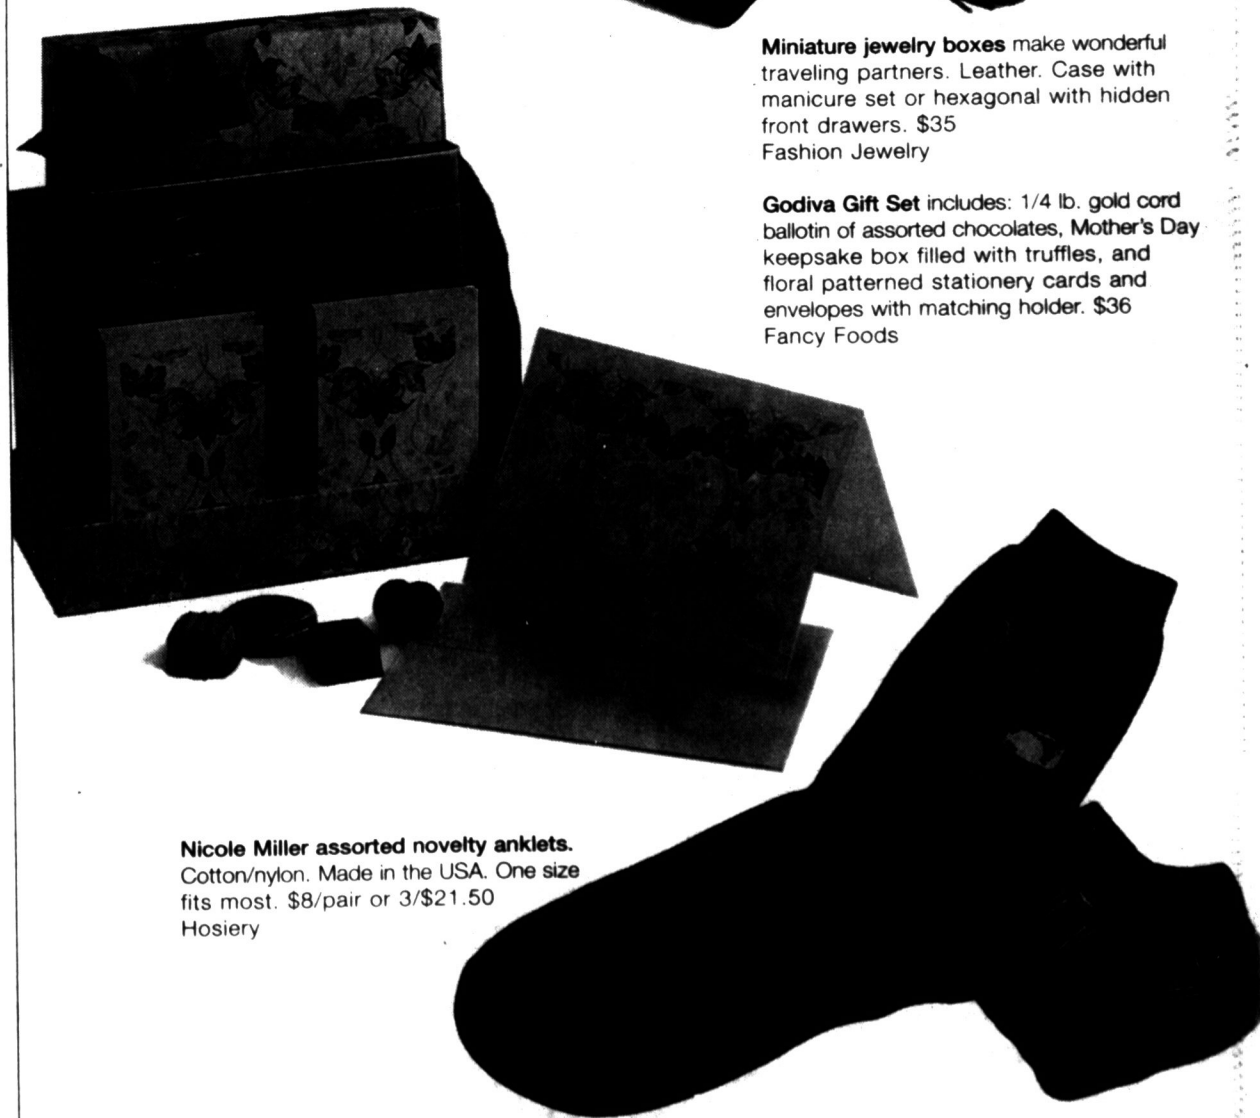 Miniature jewelry boxes make wonderful
traveling partners. Leather. Case with
manicure set or hexagonal with hidden
front drawers. $35
Fashion Jewelry
Godiva Gift Set includes: 1/4 lb. gold cord
ballotin of assorted chocolates, Mother's Day
keepsake box filled with truffles, and
floral patterned stationery cards and
envelopes with matching holder. $36
Fancy Foods
Nicole Miller assorted novelty anklets.
Cotton/nylon. Made in the USA. One size
fits most. $8/pair or 3/$21.50
Hosiery